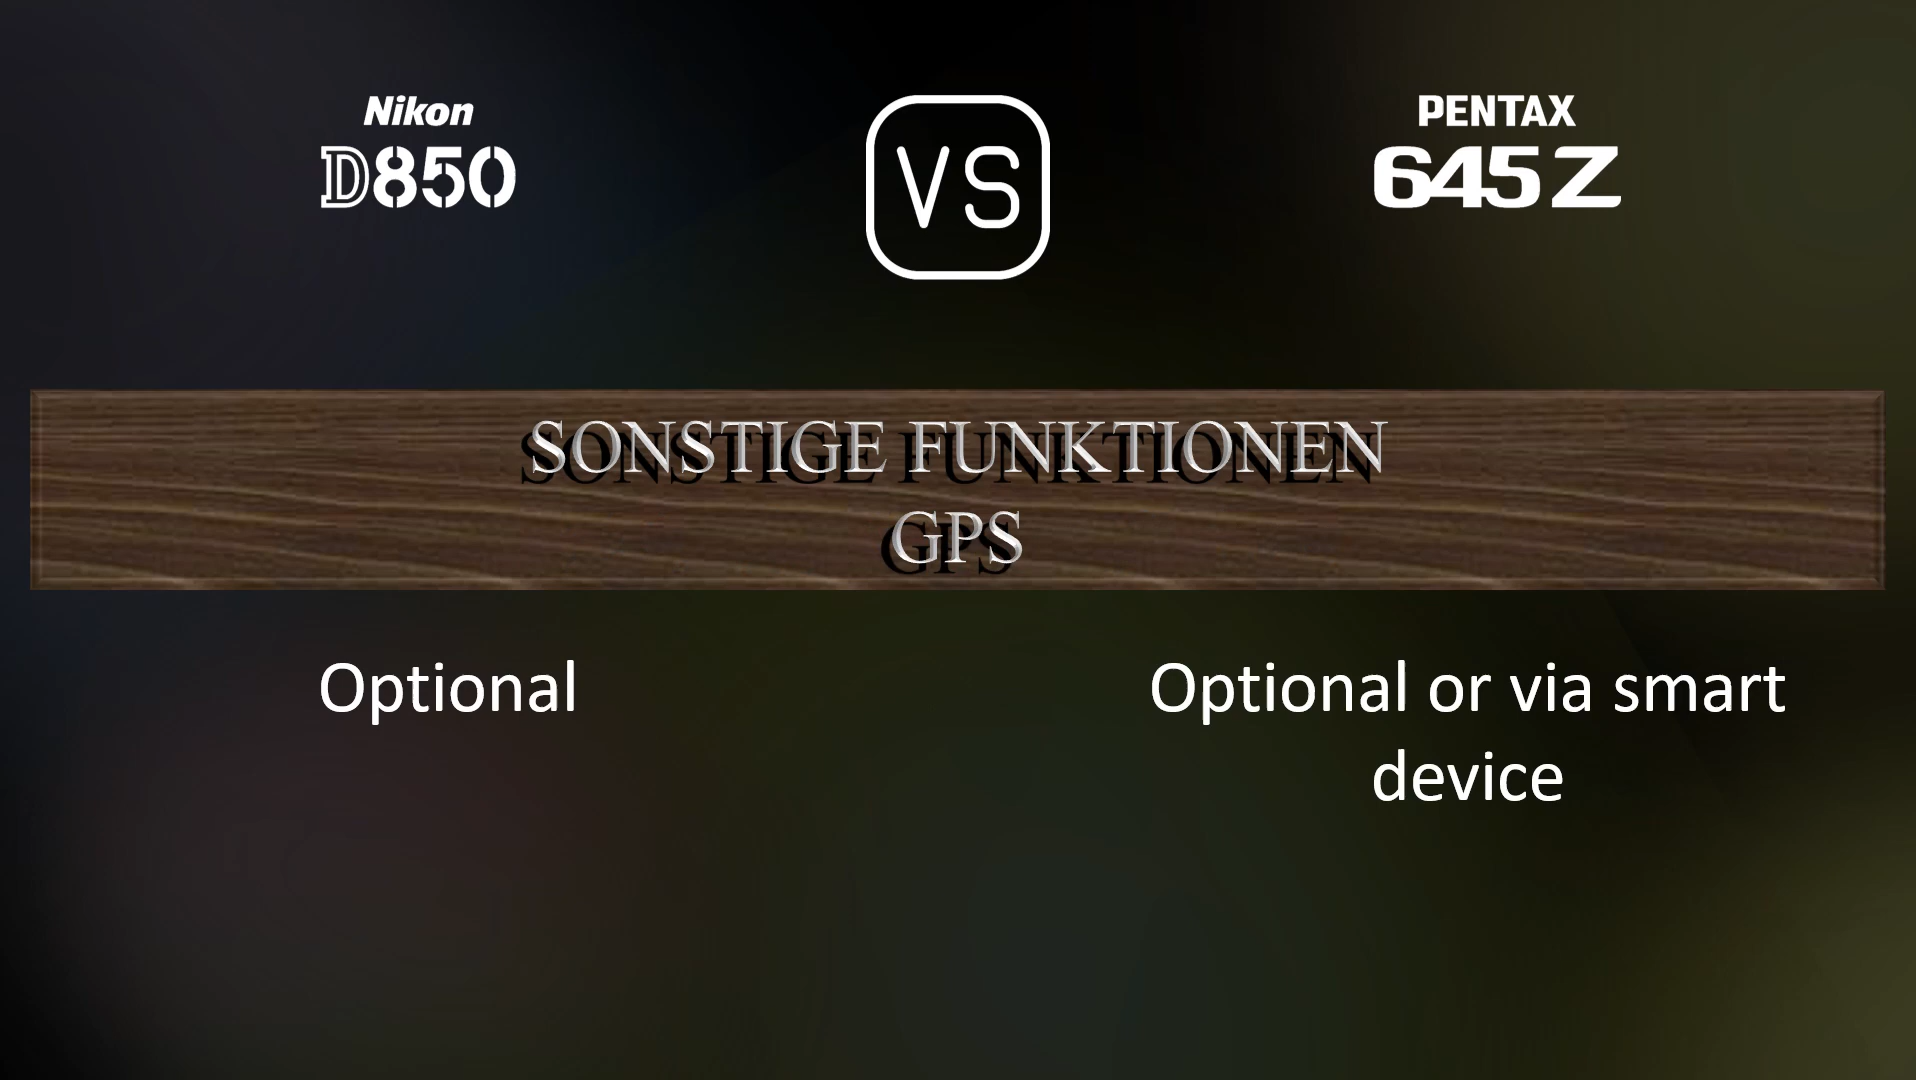 Nikon
D850
VS
PENTAX
645Z
SONSTIGE FUNKTIONEN
GPS
Optional
Optional or via smart
device